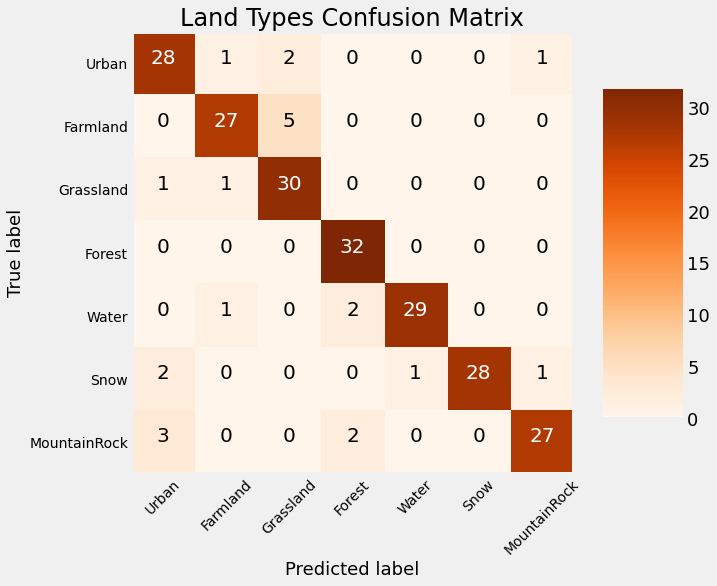 Land Types Confusion Matrix
Urban 28 1 2 0 0 0 1
Farmland 0 27 5 0 0 0 0
Grassland 1 1 30 0 0 0 0
Forest 0 0 0 32 0 0 0
Water 0 1 0 2 29 0 0
Snow 2 0 0 0 1 28 1
MountainRock 3 0 0 2 0 0 27
True label
Urban Farmland Grassland Forest Water Snow MountainRock
Predicted label
30
25
20
15
10
5
0